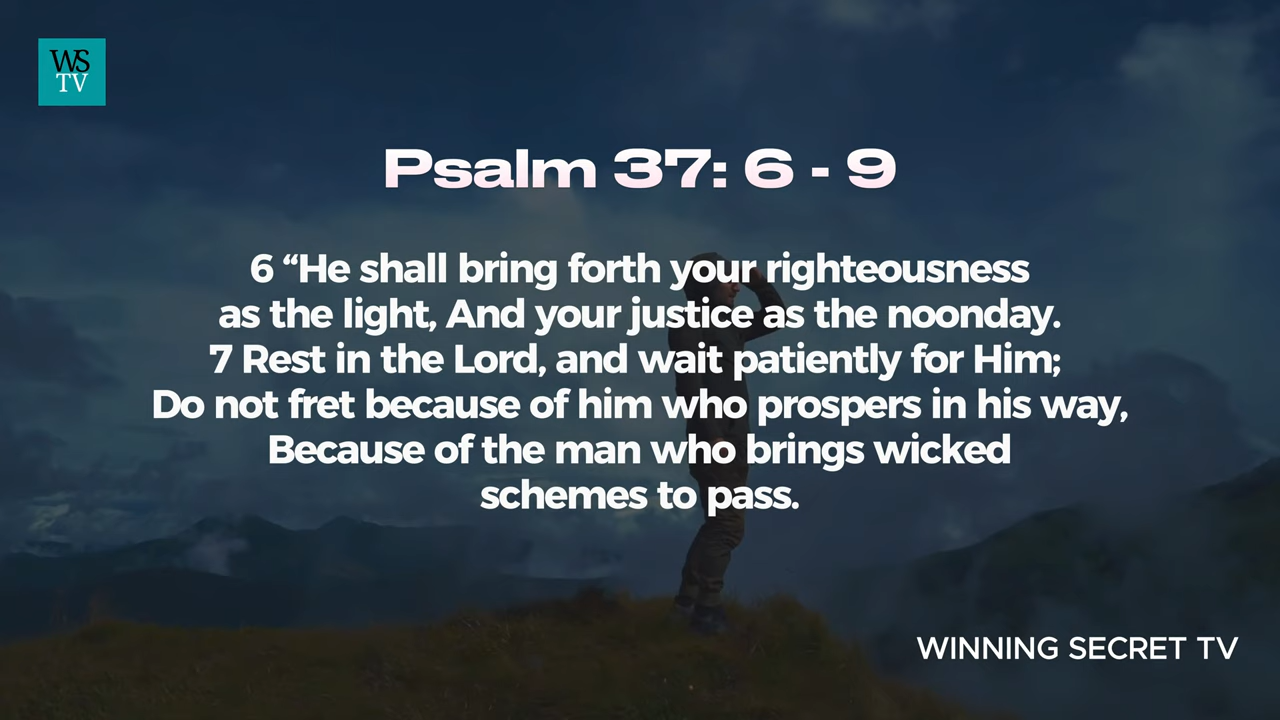 WS
TV
Psalm 37: 6 - 9
6 “He shall bring forth your righteousness
as the light, And your justice as the noonday.
7 Rest in the Lord, and wait patiently for Him;
Do not fret because of him who prospers in his way,
Because of the man who brings wicked
schemes to pass.
WINNING SECRET TV